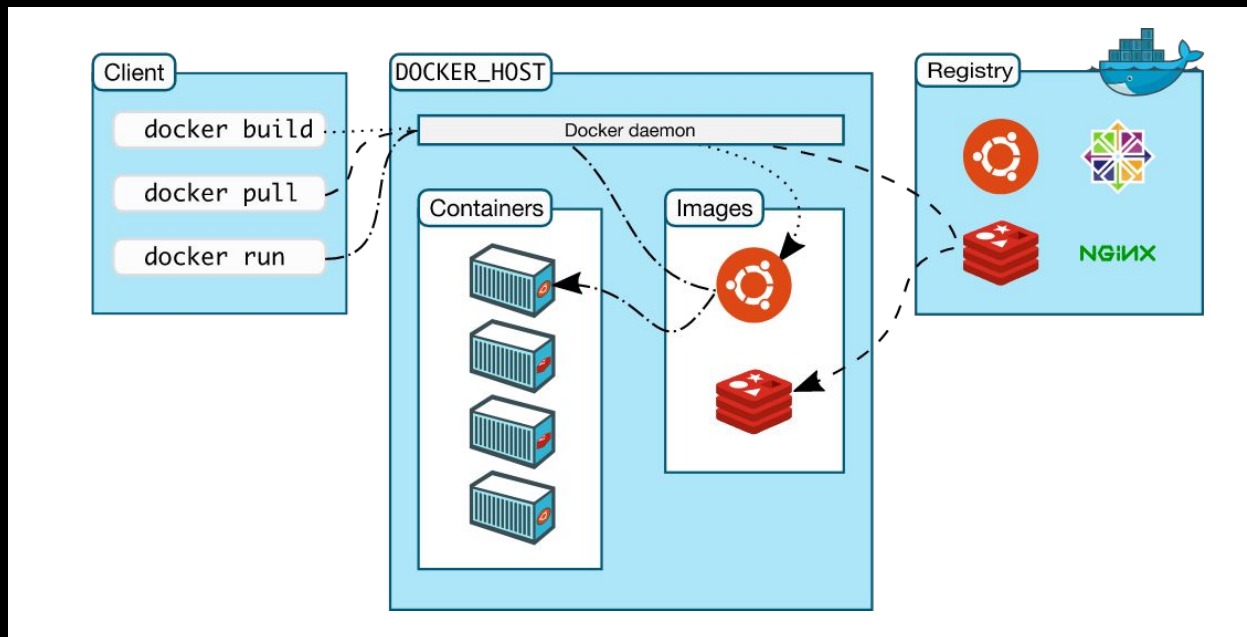 Client
docker build
docker pull
docker run
DOCKER_HOST
Docker daemon
Containers
Images
Registry
NGiNX